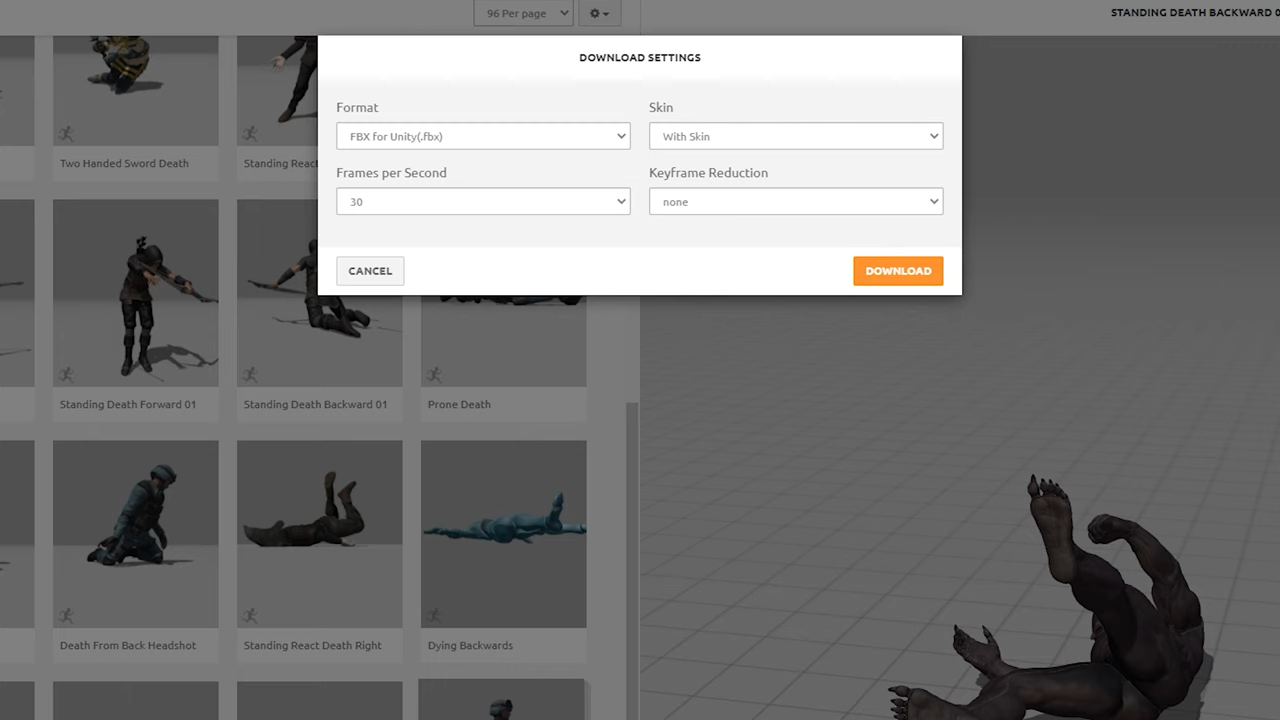 96 Per page
STANDING DEATH BACKWARD
DOWNLOAD SETTINGS
Format
Skin
FBX for Unity(.fbx)
With Skin
Frames per Second
Keyframe Reduction
30
none
CANCEL
DOWNLOAD
Two Handed Sword Death
Standing
Standing Death Forward 01
Standing Death Backward 01
Prone Death
Death From Back Headshot
Standing React Death Right
Dying Backwards